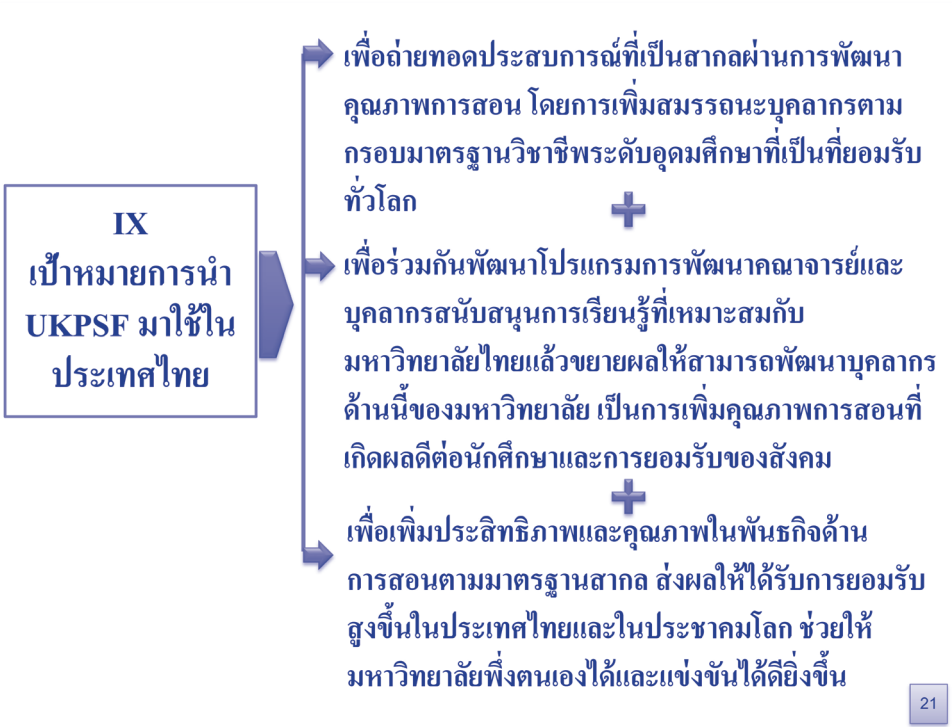 IX
เป้าหมายการนำ
UKPSF มาใช้ใน
ประเทศไทย
เพื่อถ่ายทอดประสบการณ์ที่เป็นสากลผ่านการพัฒนา
คุณภาพการสอน โดยการเพิ่มสมรรถนะบุคลากรตาม
กรอบมาตรฐานวิชาชีพระดับอุดมศึกษาที่เป็นที่ยอมรับ
ทั่วโลก
เพื่อร่วมกันพัฒนาโปรแกรมการพัฒนาคณาจารย์และ
บุคลากรสนับสนุนการเรียนรู้ที่เหมาะสมกับ
มหาวิทยาลัยไทยแล้วขยายผลให้สามารถพัฒนาบุคลากร
ด้านนี้ของมหาวิทยาลัย เป็นการเพิ่มคุณภาพการสอนที่
เกิดผลดีต่อนักศึกษาและการยอมรับของสังคม
เพื่อเพิ่มประสิทธิภาพและคุณภาพในพันธกิจด้าน
การสอนตามมาตรฐานสากล ส่งผลให้ได้รับการยอมรับ
สูงขึ้นในประเทศไทยและในประชาคมโลก ช่วยให้
มหาวิทยาลัยพึ่งตนเองได้และแข่งขันได้ดียิ่งขึ้น
21